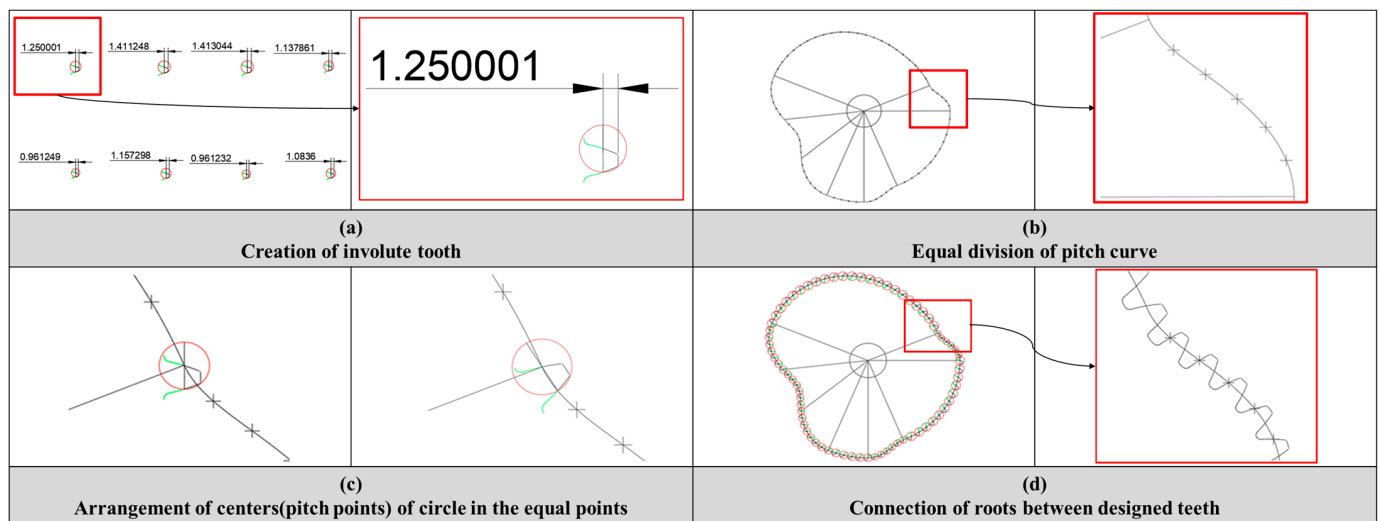 1.250001
1.411248
1.413044
1.137861
0.961249
1.157298
0.961232
1.0836
1.250001
(a)
Creation of involute tooth
(b)
Equal division of pitch curve
(c)
Arrangement of centers(pitch points) of circle in the equal points
(d)
Connection of roots between designed teeth